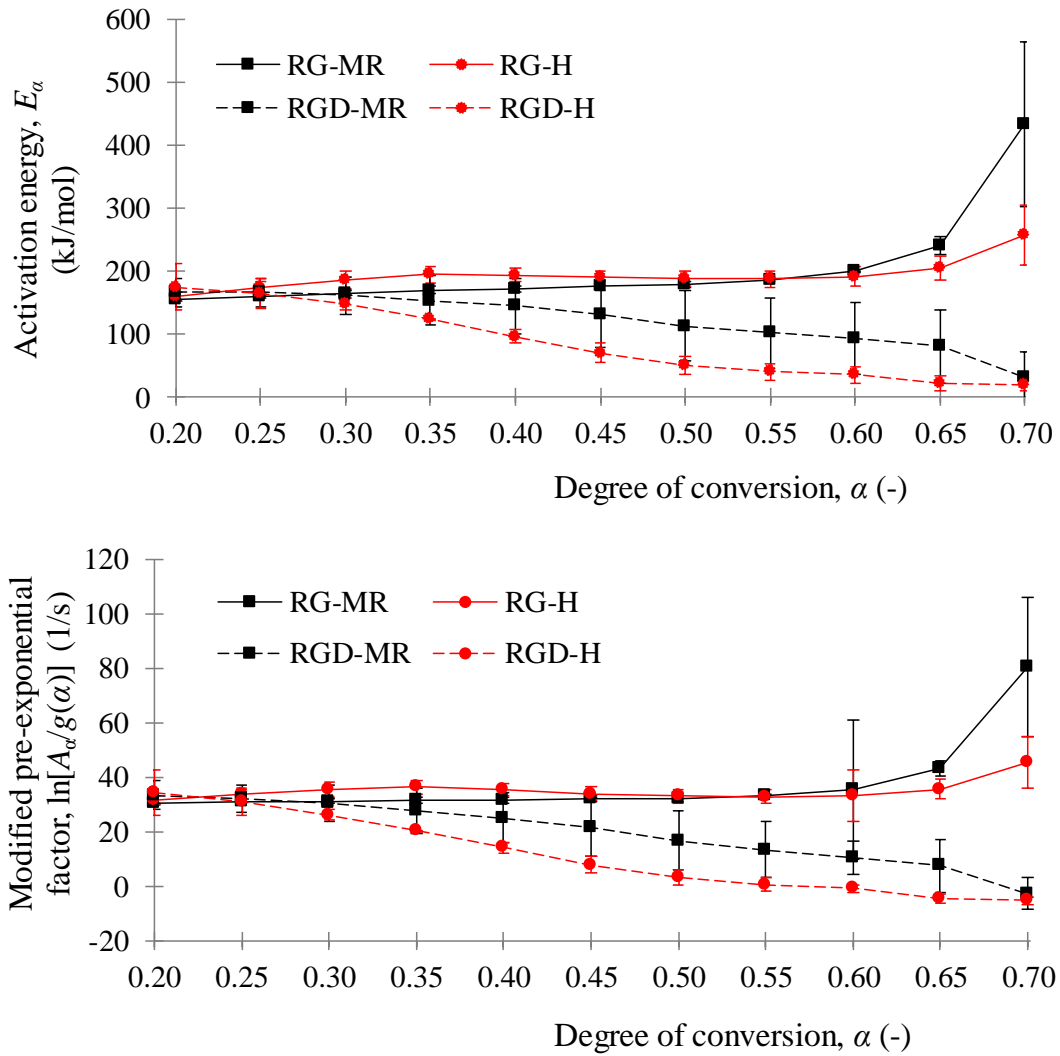 600
500
400
300
200
100
0
Activation energy, Eα
(kJ/mol)
RG-MR
RG-H
RGD-MR
RGD-H
0.20 0.25 0.30 0.35 0.40 0.45 0.50 0.55 0.60 0.65 0.70
Degree of conversion, α (-)
120
100
80
60
40
20
0
-20
Modified pre-exponential
factor, ln[Aα/g(α)] (1/s)
RG-MR
RG-H
RGD-MR
RGD-H
0.20 0.25 0.30 0.35 0.40 0.45 0.50 0.55 0.60 0.65 0.70
Degree of conversion, α (-)